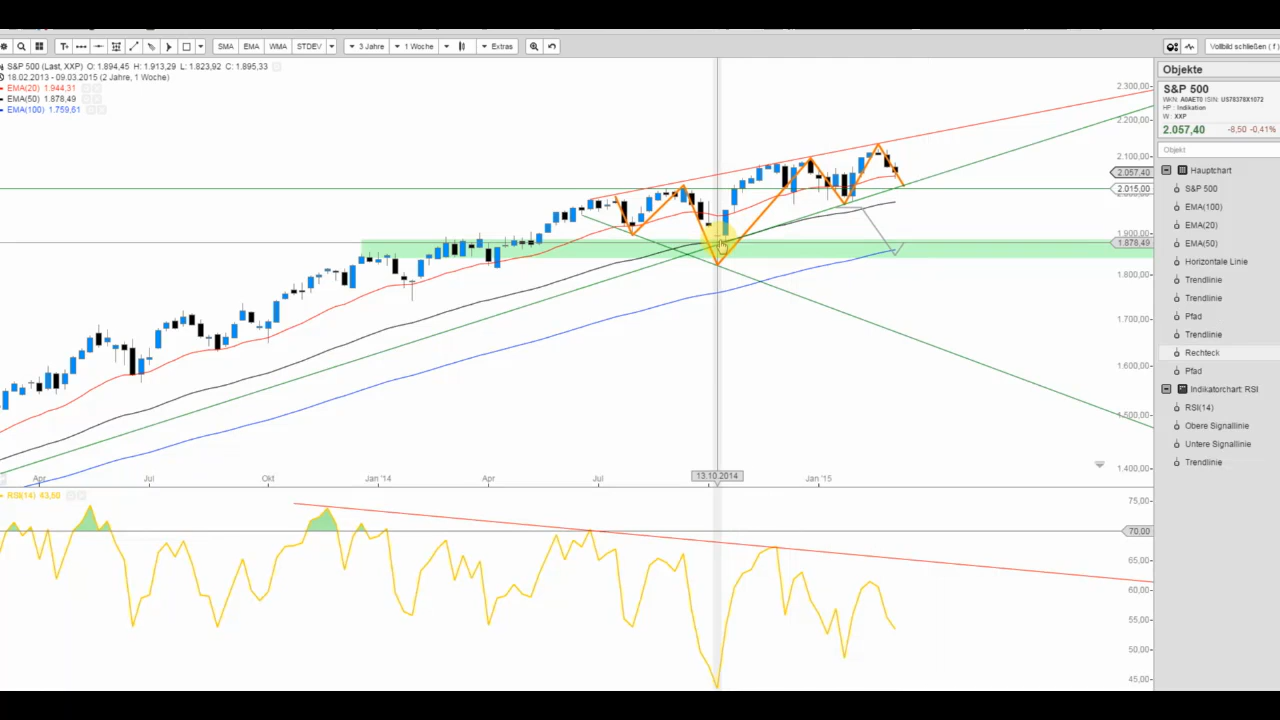 SMA EMA WMA STDEV 3 Jahre 1 Woche Extras Vollbild schließen ( f )
S&P 500 (Last, XXP) O: 1.894,45 H: 1.913,29 L: 1.823,92 C: 1.895,33
18.02.2013 - 09.03.2015 (2 Jahre, 1 Woche)
EMA(20) 1.944,31
EMA(50) 1.878,49
EMA(100) 1.759,61
2.300,00
2.200,00
2.100,00
2.057,40
2.015,00
1.900,00
1.878,49
1.800,00
1.700,00
1.600,00
1.500,00
1.400,00
Apr Jul Okt Jan '14 Apr Jul 13.10.2014 Jan '15
RSI(14) 43,60
75,00
70,00
65,00
60,00
55,00
50,00
45,00
Objekte
S&P 500
WKN: A0AET0 ISIN: US78378X1072
HP : Indikation
W : XXP
2.057,40 -8,50 -0,41%
Objekt
Hauptchart
S&P 500
EMA(100)
EMA(20)
EMA(50)
Horizontale Linie
Trendlinie
Trendlinie
Pfad
Trendlinie
Rechteck
Pfad
Indikatorchart: RSI
RSI(14)
Obere Signallinie
Untere Signallinie
Trendlinie